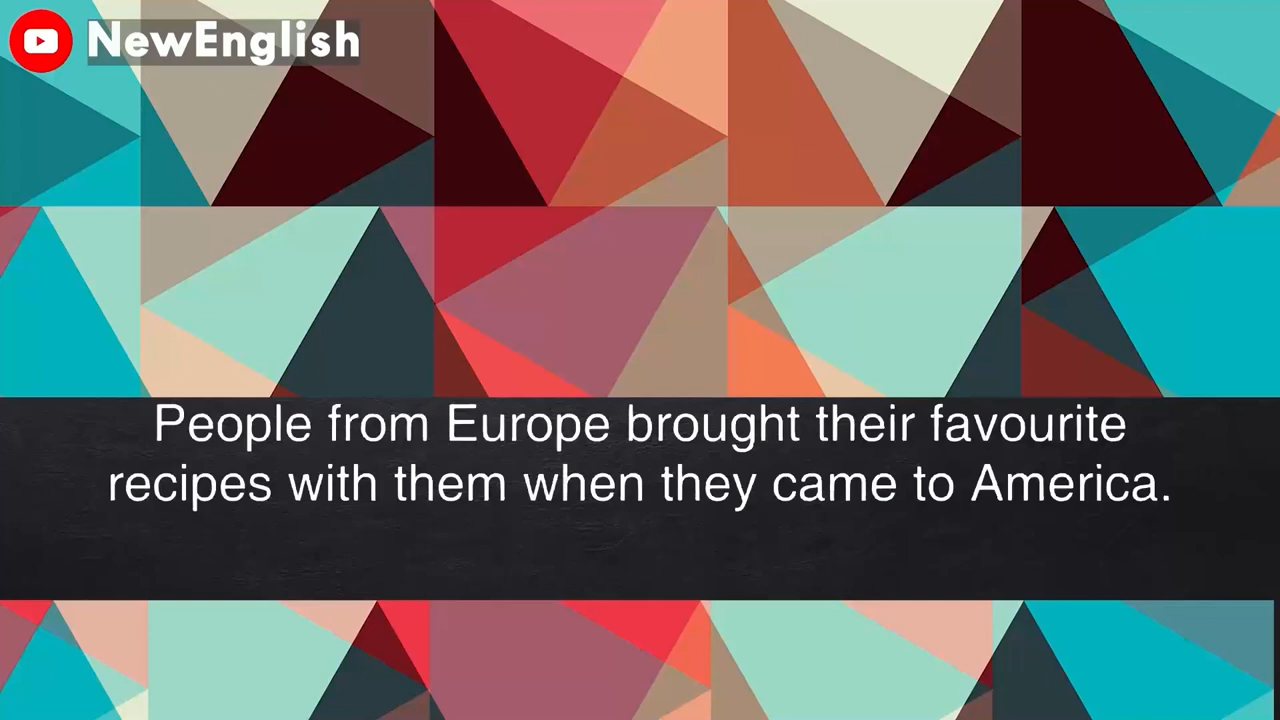 NewEnglish
People from Europe brought their favourite
recipes with them when they came to America.